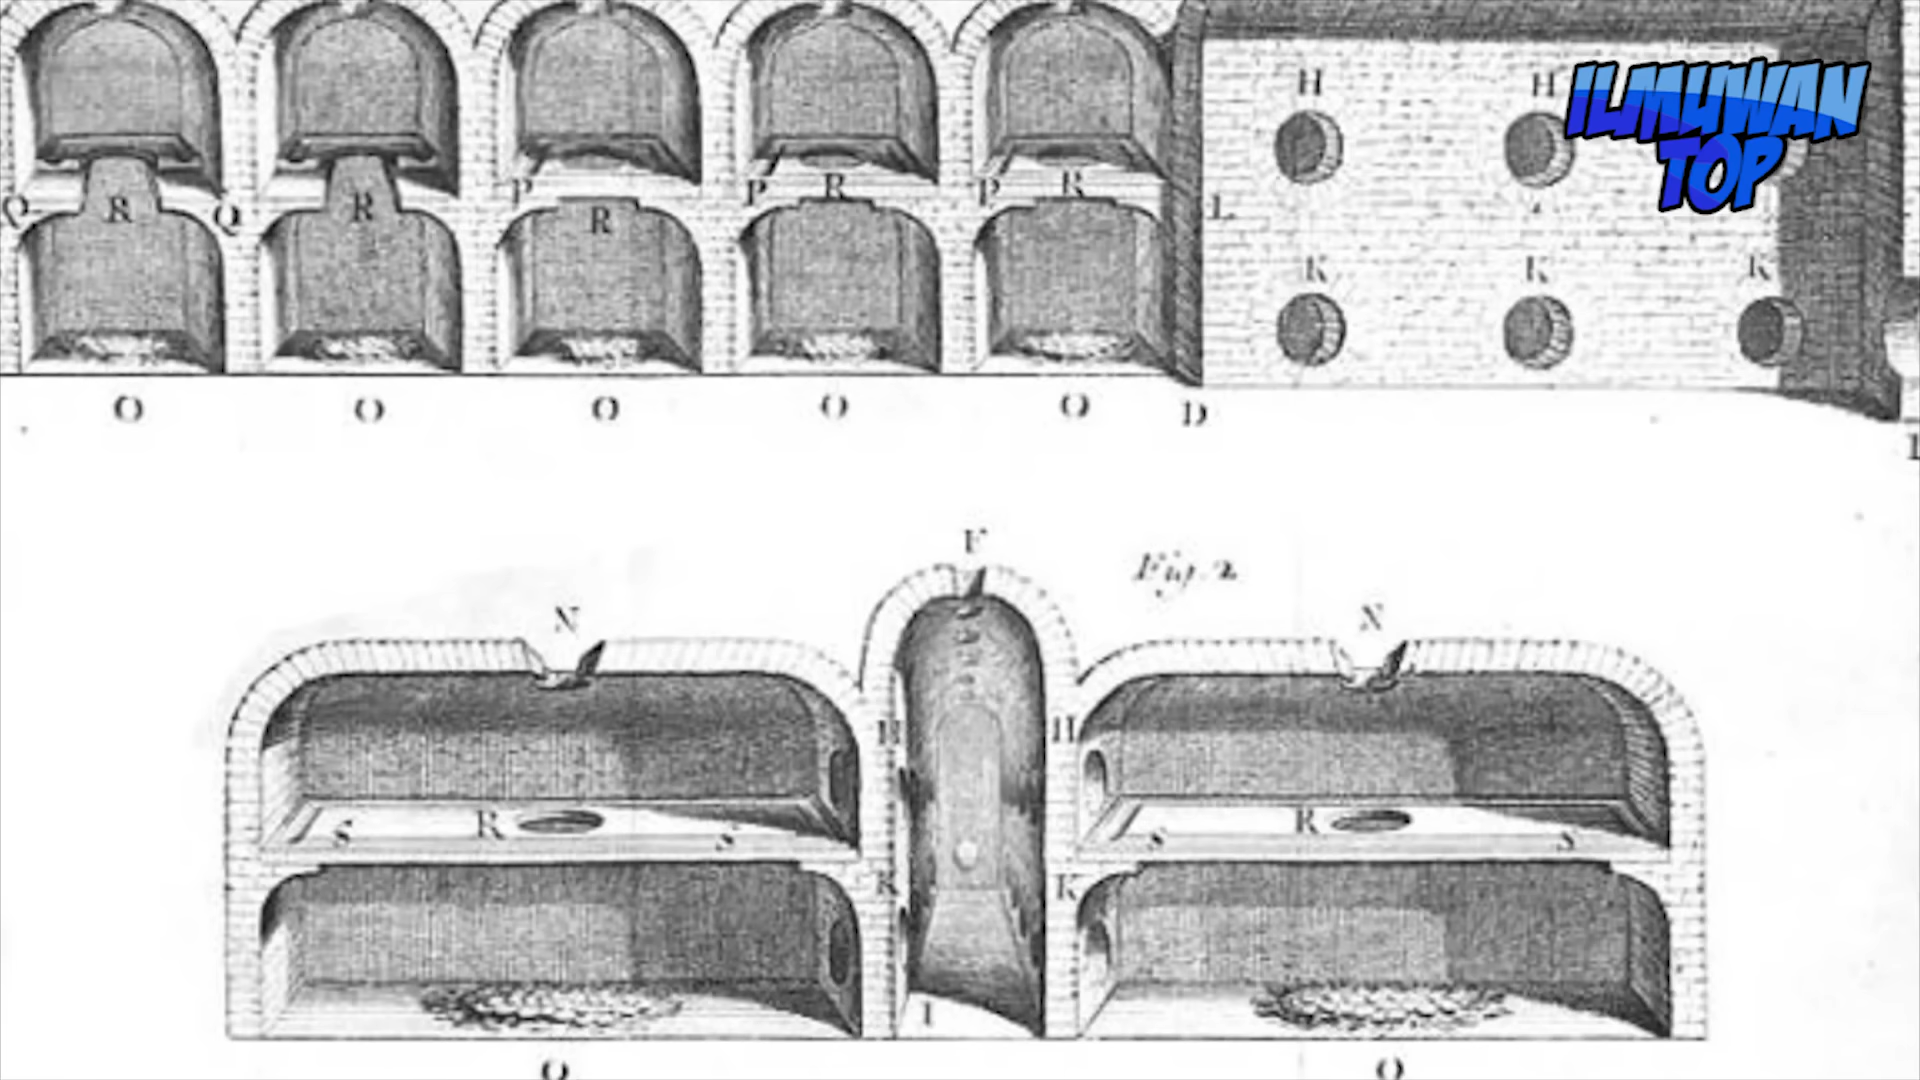 ILMUWAN
TOP
H H
Q R Q R P R P R P R L
K K K
O O O O O D
F
Fig. 2
N N
H H
S R S R S S
K K
I
O O